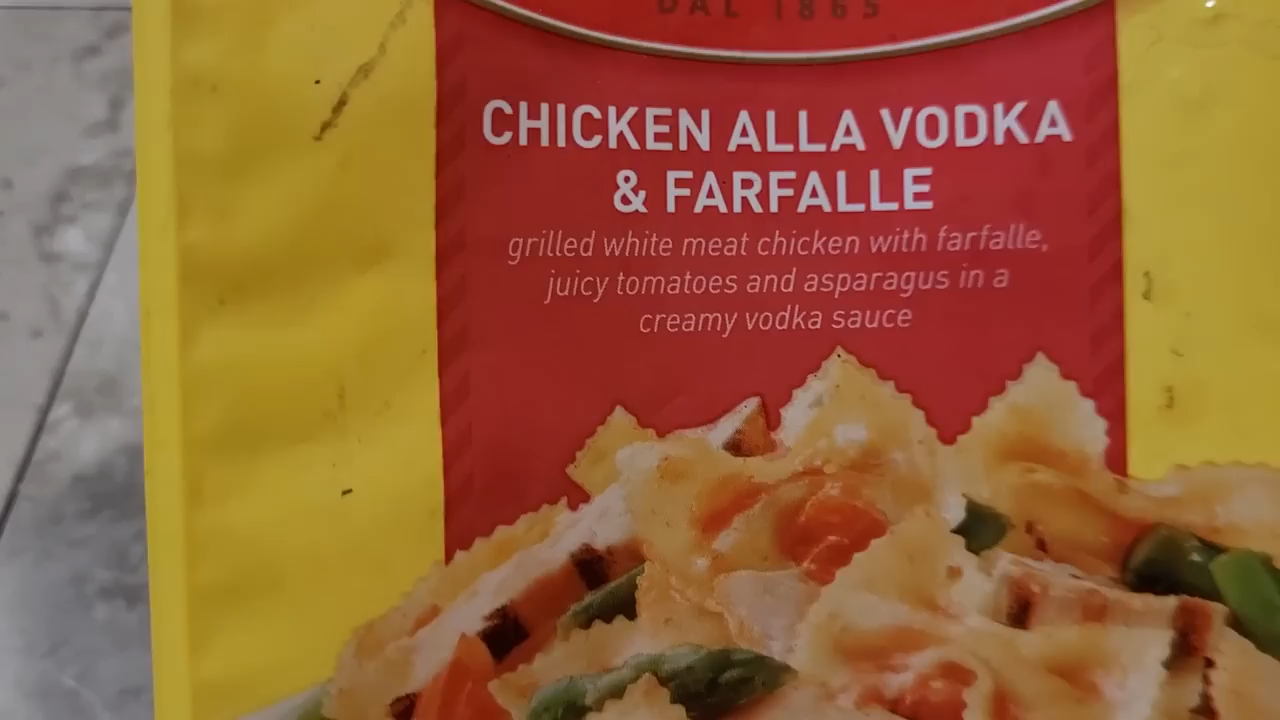 DAL 1865
CHICKEN ALLA VODKA
& FARFALLE
grilled white meat chicken with farfalle,
juicy tomatoes and asparagus in a
creamy vodka sauce